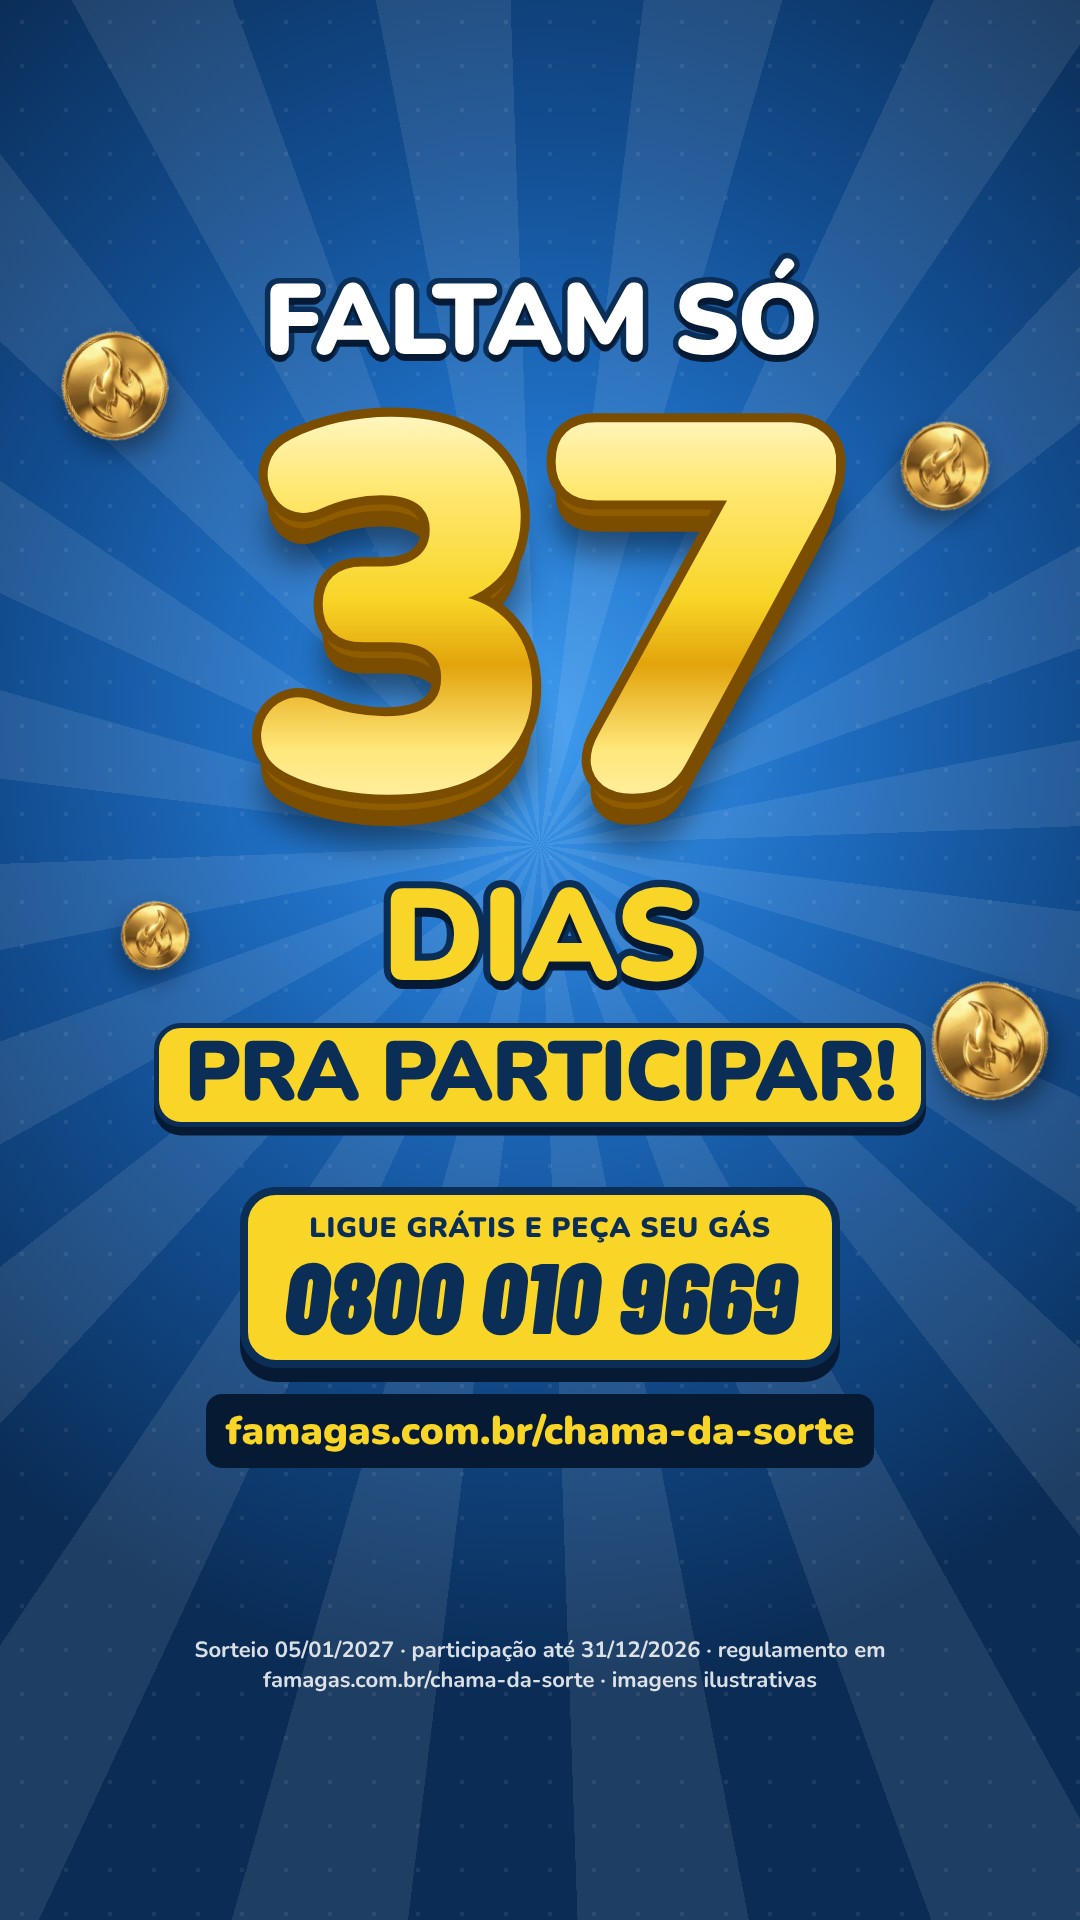 FALTAM SÓ
37
DIAS
PRA PARTICIPAR!
LIGUE GRÁTIS E PEÇA SEU GÁS
0800 010 9669
famagas.com.br/chama-da-sorte
Sorteio 05/01/2027 · participação até 31/12/2026 · regulamento em
famagas.com.br/chama-da-sorte · imagens ilustrativas